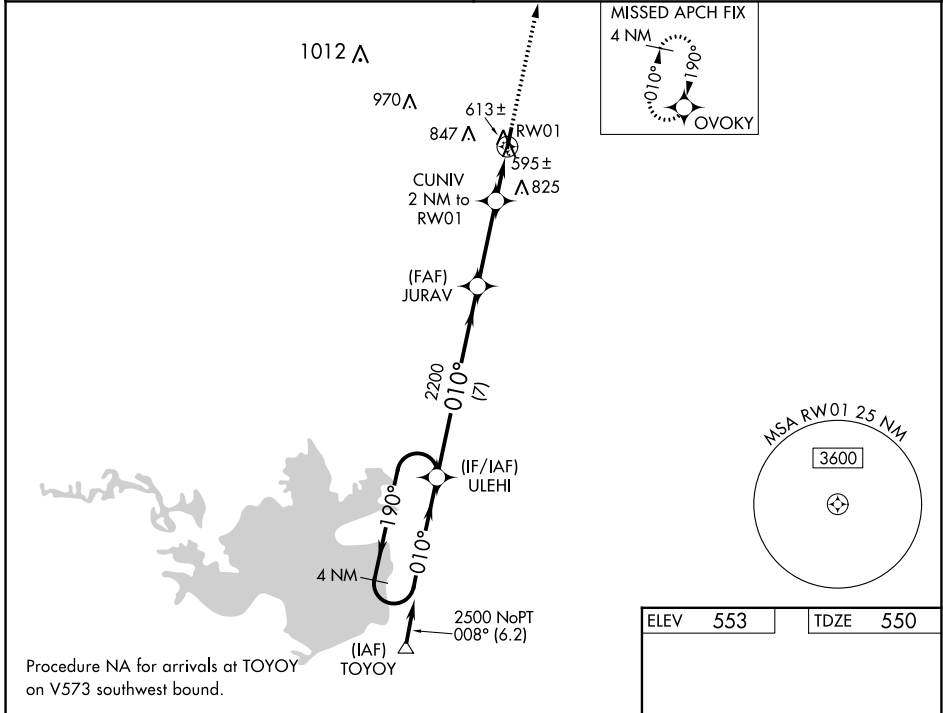 MISSED APCH FIX
4 NM
010°
190°
OVOKY
1012
970
613±
847
RW01
595±
825
CUNIV
2 NM to
RW01
(FAF)
JURAV
2200
010°
(7)
MSA RW01 25 NM
3600
(IF/IAF)
ULEHI
190°
010°
4 NM
2500 NoPT
008° (6.2)
(IAF)
TOYOY
ELEV 553
TDZE 550
Procedure NA for arrivals at TOYOY
on V573 southwest bound.